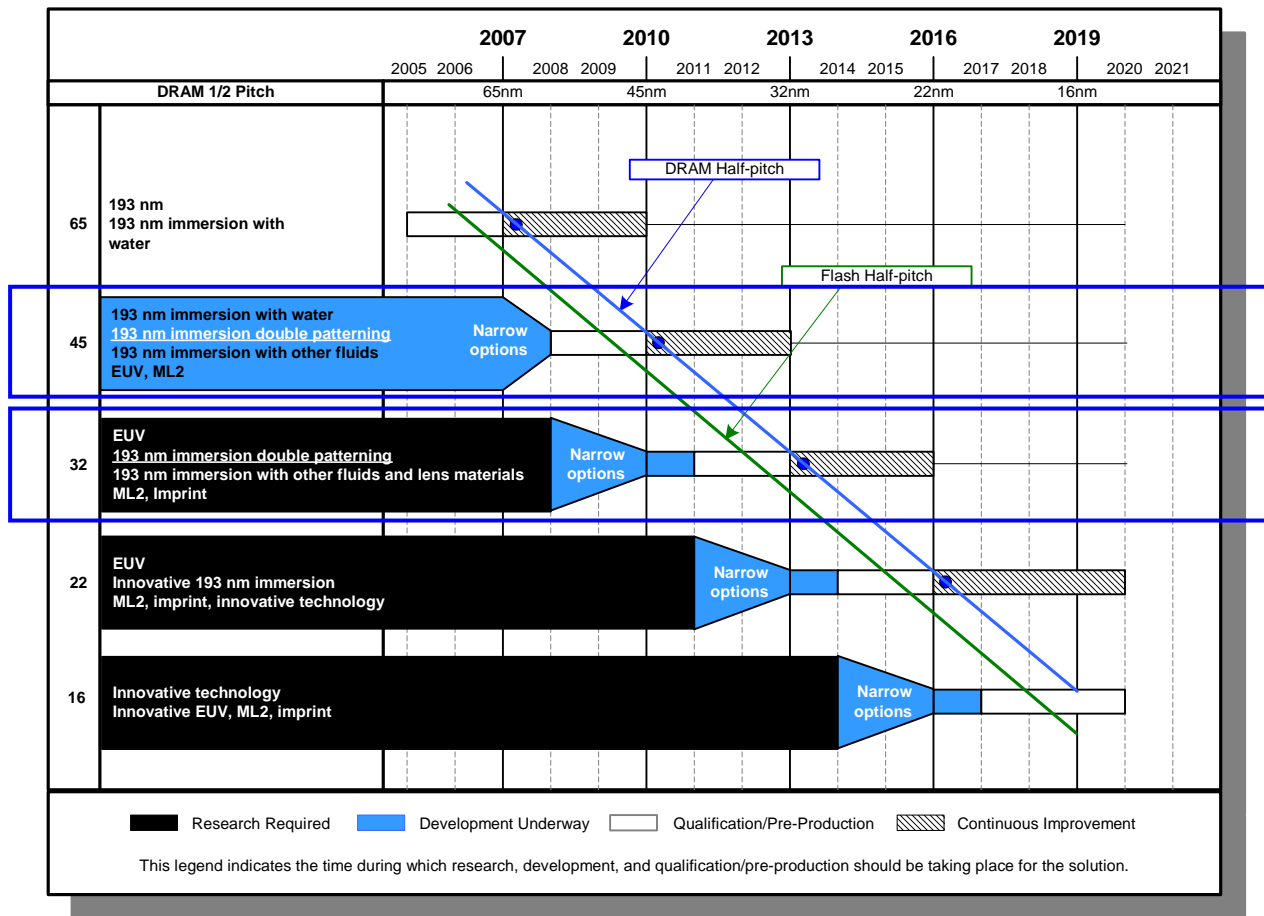 2007 2010 2013 2016 2019
2005 2006 2008 2009 2011 2012 2014 2015 2017 2018 2020 2021
DRAM 1/2 Pitch 65nm 45nm 32nm 22nm 16nm
DRAM Half-pitch
65
193 nm
193 nm immersion with
water
Flash Half-pitch
45
193 nm immersion with water
193 nm immersion double patterning
193 nm immersion with other fluids
EUV, ML2
Narrow
options
32
EUV
193 nm immersion double patterning
193 nm immersion with other fluids and lens materials
ML2, Imprint
Narrow
options
22
EUV
Innovative 193 nm immersion
ML2, imprint, innovative technology
Narrow
options
16
Innovative technology
Innovative EUV, ML2, imprint
Narrow
options
Research Required Development Underway Qualification/Pre-Production Continuous Improvement
This legend indicates the time during which research, development, and qualification/pre-production should be taking place for the solution.